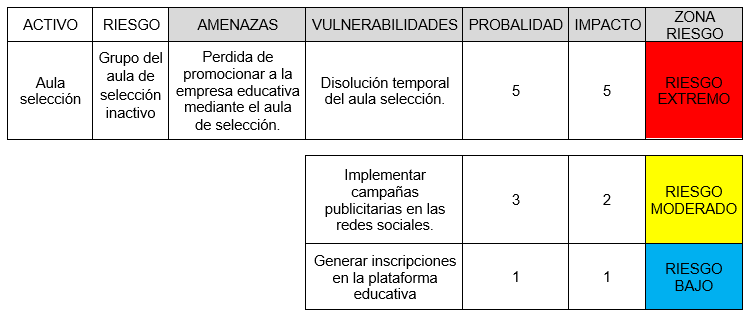 ACTIVO RIESGO AMENAZAS VULNERABILIDADES PROBALIDAD IMPACTO ZONA
RIESGO
Aula
selección
Grupo del
aula de
selección
inactivo
Perdida de
promocionar a la
empresa educativa
mediante el aula
de selección.
Disolución temporal
del aula selección.
5
5
RIESGO
EXTREMO
Implementar
campañas
publicitarias en las
redes sociales.
3
2
RIESGO
MODERADO
Generar inscripciones
en la plataforma
educativa
1
1
RIESGO
BAJO